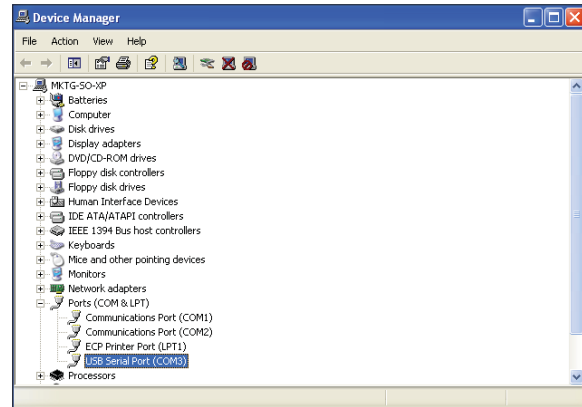 Device Manager
File Action View Help
MKTG-SO-XP
Batteries
Computer
Disk drives
Display adapters
DVD/CD-ROM drives
Floppy disk controllers
Floppy disk drives
Human Interface Devices
IDE ATA/ATAPI controllers
IEEE 1394 Bus host controllers
Keyboards
Mice and other pointing devices
Monitors
Network adapters
Ports (COM & LPT)
Communications Port (COM1)
Communications Port (COM2)
ECP Printer Port (LPT1)
USB Serial Port (COM3)
Processors